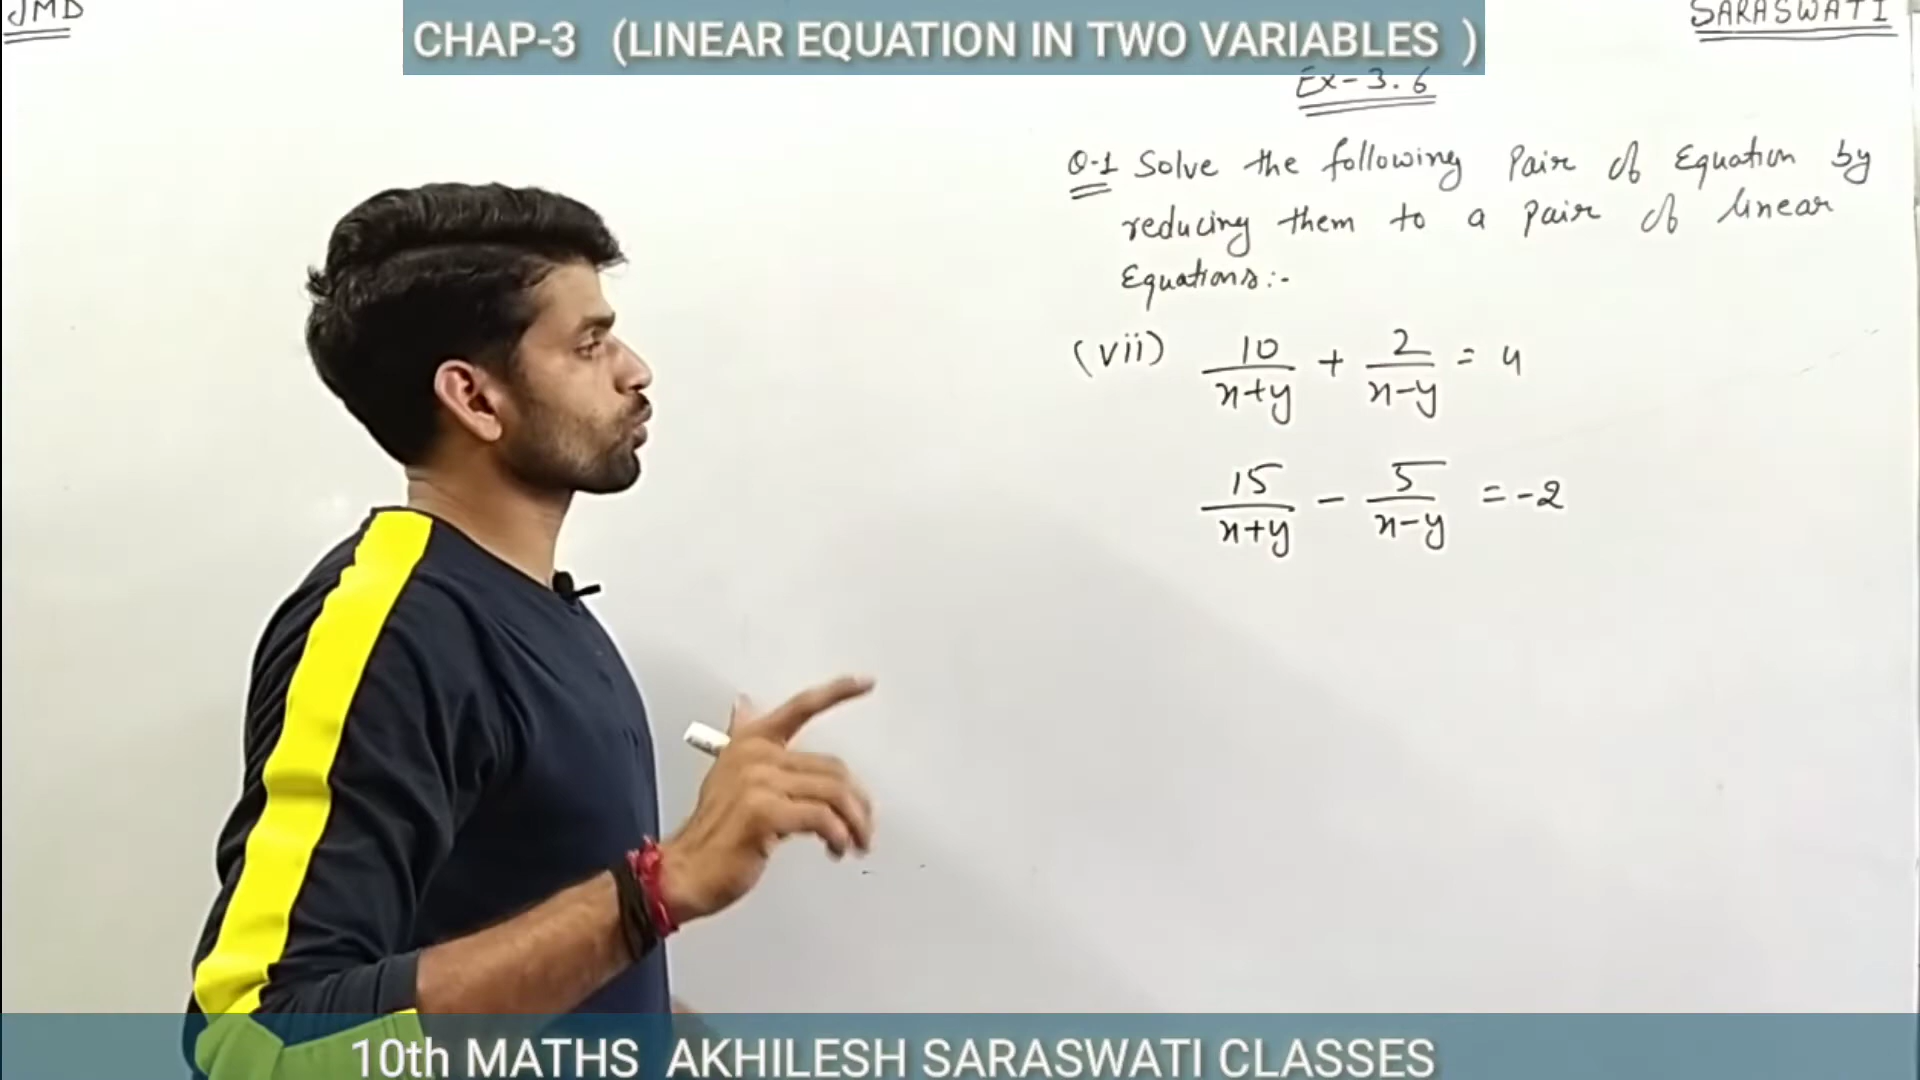 JMD
SARASWATI
CHAP-3 (LINEAR EQUATION IN TWO VARIABLES )
Ex-3.6
Q-1 Solve the following Pair of Equation by
reducing them to a pair of linear
Equations:-
(vii) 10/x+y + 2/x-y = 4
15/x+y - 5/x-y = -2
10th MATHS AKHILESH SARASWATI CLASSES